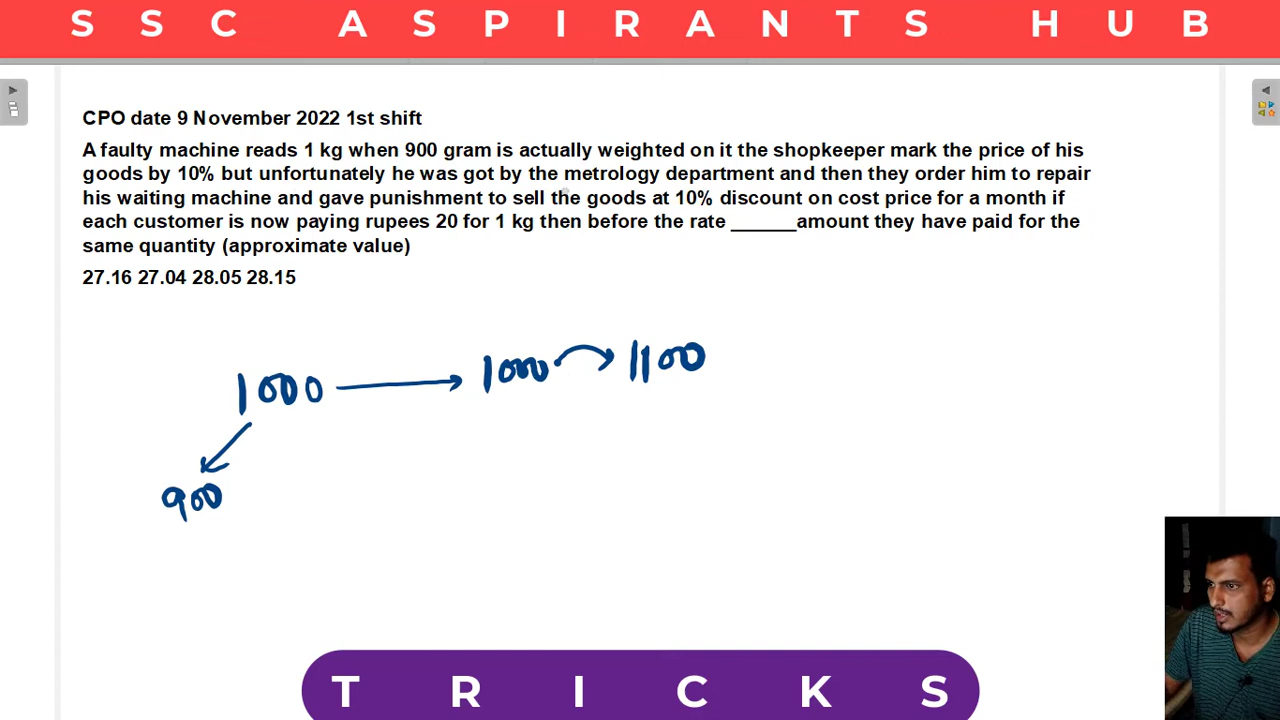 SSC ASPIRANTS HUB
CPO date 9 November 2022 1st shift
A faulty machine reads 1 kg when 900 gram is actually weighted on it the shopkeeper mark the price of his
goods by 10% but unfortunately he was got by the metrology department and then they order him to repair
his waiting machine and gave punishment to sell the goods at 10% discount on cost price for a month if
each customer is now paying rupees 20 for 1 kg then before the rate ______amount they have paid for the
same quantity (approximate value)
27.16 27.04 28.05 28.15
1000 1000 1100
900
TRICKS